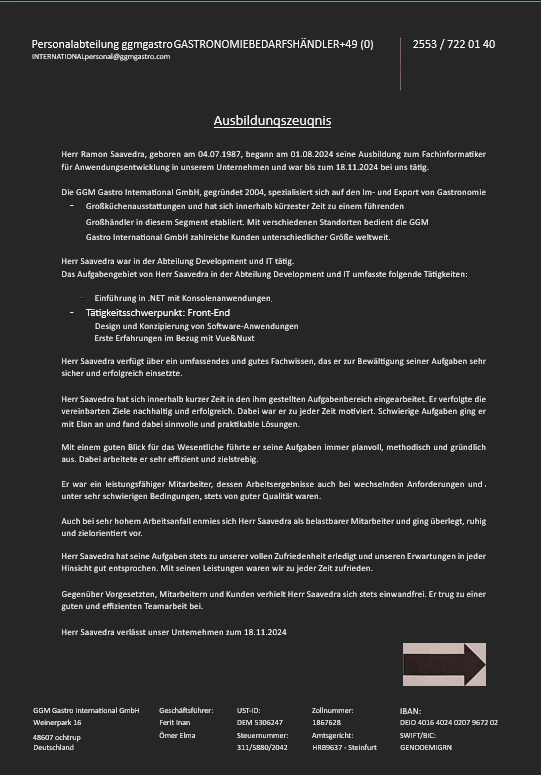 Personalabteilung ggmgastro GASTRONOMIEBEDARFSHÄNDLER+49 (0) 2553 / 722 01 40
INTERNATIONALpersonal@ggmgastro.com
Ausbildungszeugnis
Herr Ramon Saavedra, geboren am 04.07.1987, begann am 01.08.2024 seine Ausbildung zum Fachinformatiker
für Anwendungsentwicklung in unserem Unternehmen und war bis zum 18.11.2024 bei uns tätig.
Die GGM Gastro International GmbH, gegründet 2004, spezialisiert sich auf den Im- und Export von Gastronomie
- Großküchenausstattungen und hat sich innerhalb kürzester Zeit zu einem führenden
Großhändler in diesem Segment etabliert. Mit verschiedenen Standorten bedient die GGM
Gastro International GmbH zahlreiche Kunden unterschiedlicher Größe weltweit.
Herr Saavedra war in der Abteilung Development und IT tätig.
Das Aufgabengebiet von Herr Saavedra in der Abteilung Development und IT umfasste folgende Tätigkeiten:
- Einführung in .NET mit Konsolenanwendungen.
- Tätigkeitsschwerpunkt: Front-End
Design und Konzipierung von Software-Anwendungen
Erste Erfahrungen im Bezug mit Vue&Nuxt
Herr Saavedra verfügt über ein umfassendes und gutes Fachwissen, das er zur Bewältigung seiner Aufgaben sehr
sicher und erfolgreich einsetzte.
Herr Saavedra hat sich innerhalb kurzer Zeit in den ihm gestellten Aufgabenbereich eingearbeitet. Er verfolgte die
vereinbarten Ziele nachhaltig und erfolgreich. Dabei war er zu jeder Zeit motiviert. Schwierige Aufgaben ging er
mit Elan an und fand dabei sinnvolle und praktikable Lösungen.
Mit einem guten Blick für das Wesentliche führte er seine Aufgaben immer planvoll, methodisch und gründlich
aus. Dabei arbeitete er sehr effizient und zielstrebig.
Er war ein leistungsfähiger Mitarbeiter, dessen Arbeitsergebnisse auch bei wechselnden Anforderungen und .
unter sehr schwierigen Bedingungen, stets von guter Qualität waren.
Auch bei sehr hohem Arbeitsanfall enmies sich Herr Saavedra als belastbarer Mitarbeiter und ging überlegt, ruhig
und zielorientiert vor.
Herr Saavedra hat seine Aufgaben stets zu unserer vollen Zufriedenheit erledigt und unseren Erwartungen in jeder
Hinsicht gut entsprochen. Mit seinen Leistungen waren wir zu jeder Zeit zufrieden.
Gegenüber Vorgesetzten, Mitarbeitern und Kunden verhielt Herr Saavedra sich stets einwandfrei. Er trug zu einer
guten und effizienten Teamarbeit bei.
Herr Saavedra verlässt unser Untemehmen zum 18.11.2024
GGM Gastro International GmbH Geschäftsführer: UST-ID: Zollnummer: IBAN:
Weinerpark 16 Ferit Inan DEM 5306247 1867628 DEIO 4016 4024 0207 9672 02
48607 ochtrup Ömer Elma Steuernummer: Amtsgericht: SWIFT/BIC:
Deutschland 311/5880/2042 HRB9637 - Steinfurt GENODEMIGRN